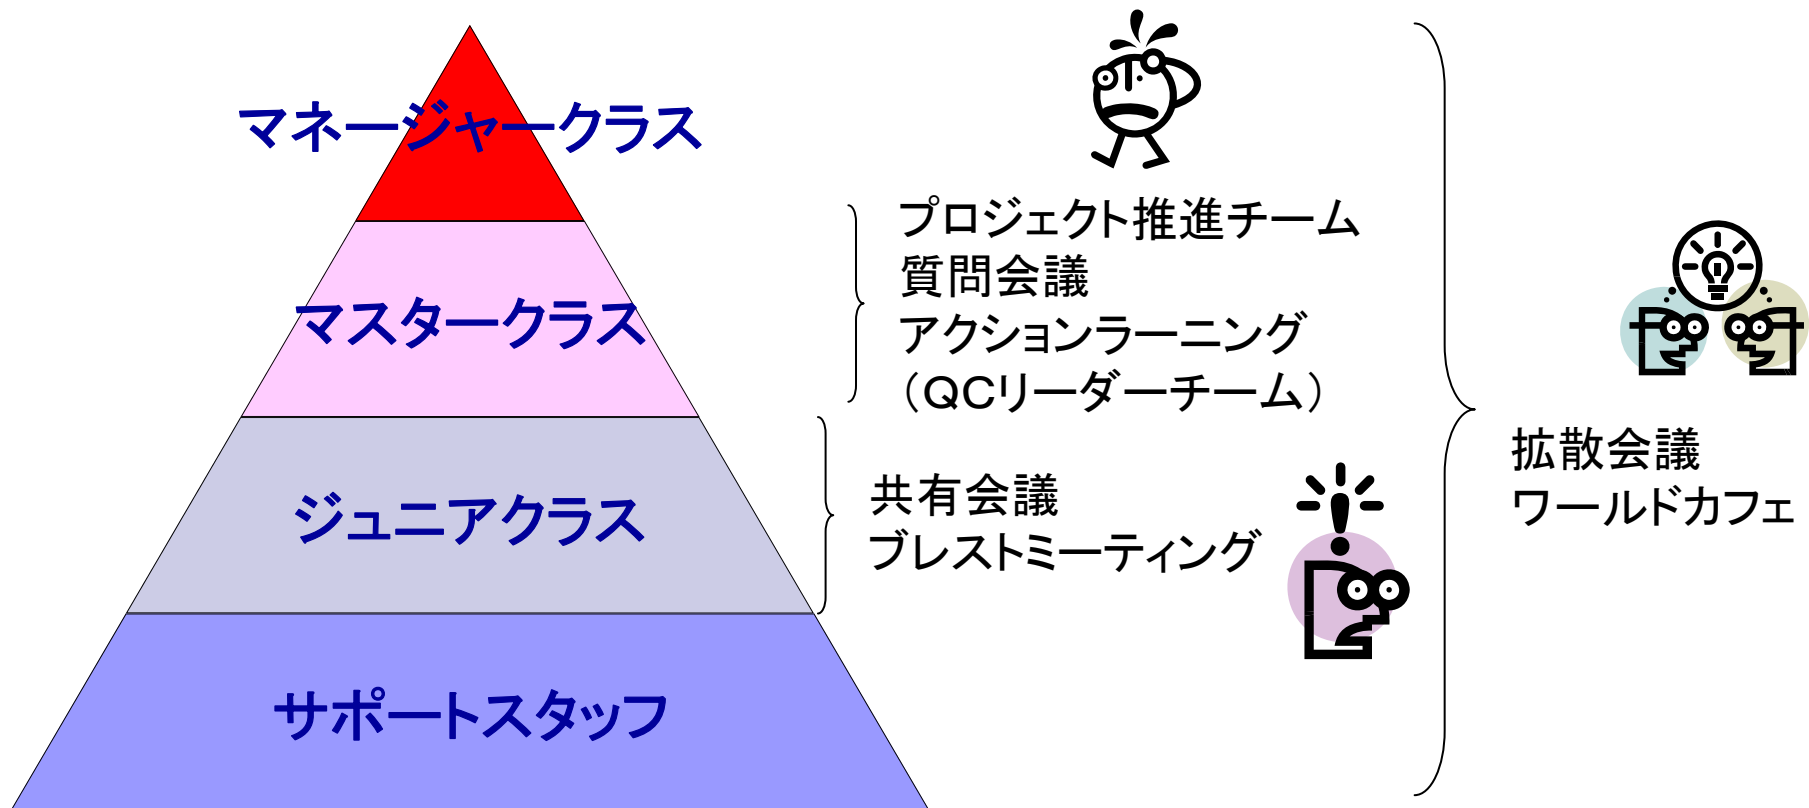 マネージャークラス
プロジェクト推進チーム
質問会議
マスタークラス
アクションラーニング
（QCリーダーチーム）
拡散会議
ワールドカフェ
共有会議
ジュニアクラス
ブレストミーティング
サポートスタッフ